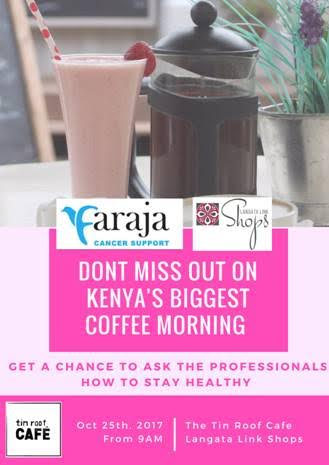 Faraja
CANCER SUPPORT
LANGATA LINK
Shops
DONT MISS OUT ON
KENYA'S BIGGEST
COFFEE MORNING
GET A CHANCE TO ASK THE PROFESSIONALS
HOW TO STAY HEALTHY
tin roof
CAFÉ
Oct 25th. 2017
From 9AM
The Tin Roof Cafe
Langata Link Shops